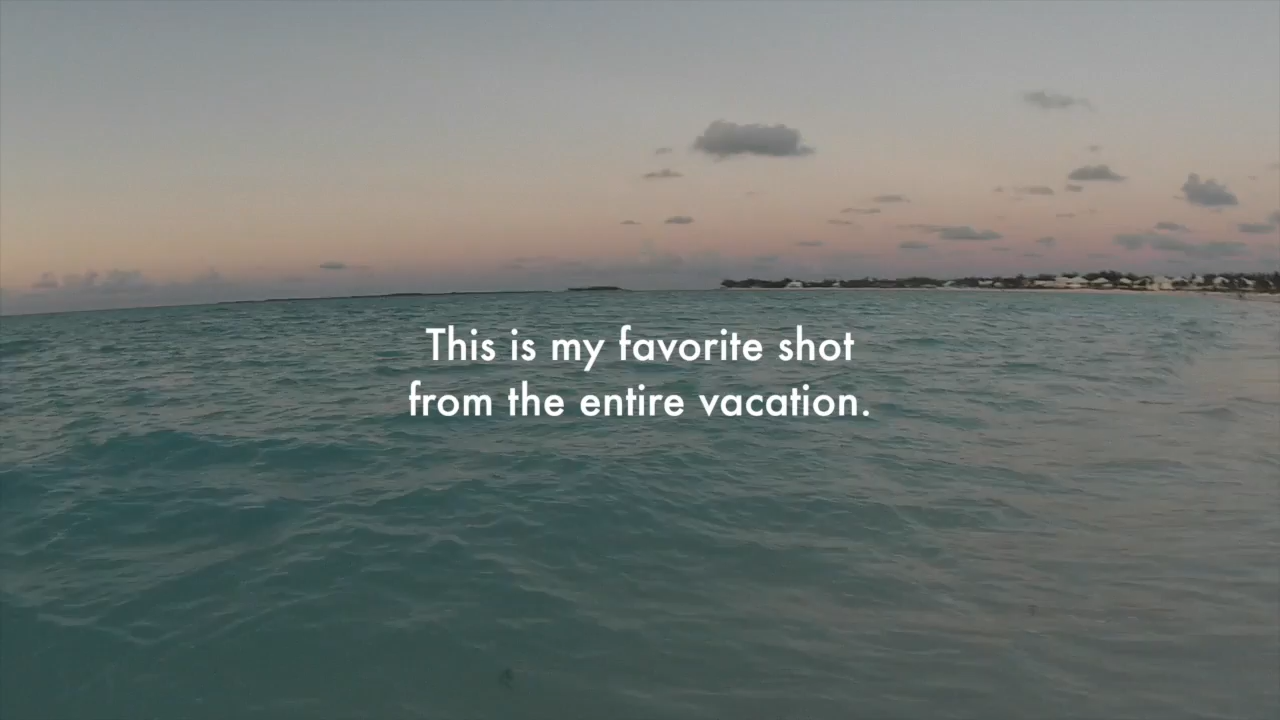 This is my favorite shot
from the entire vacation.